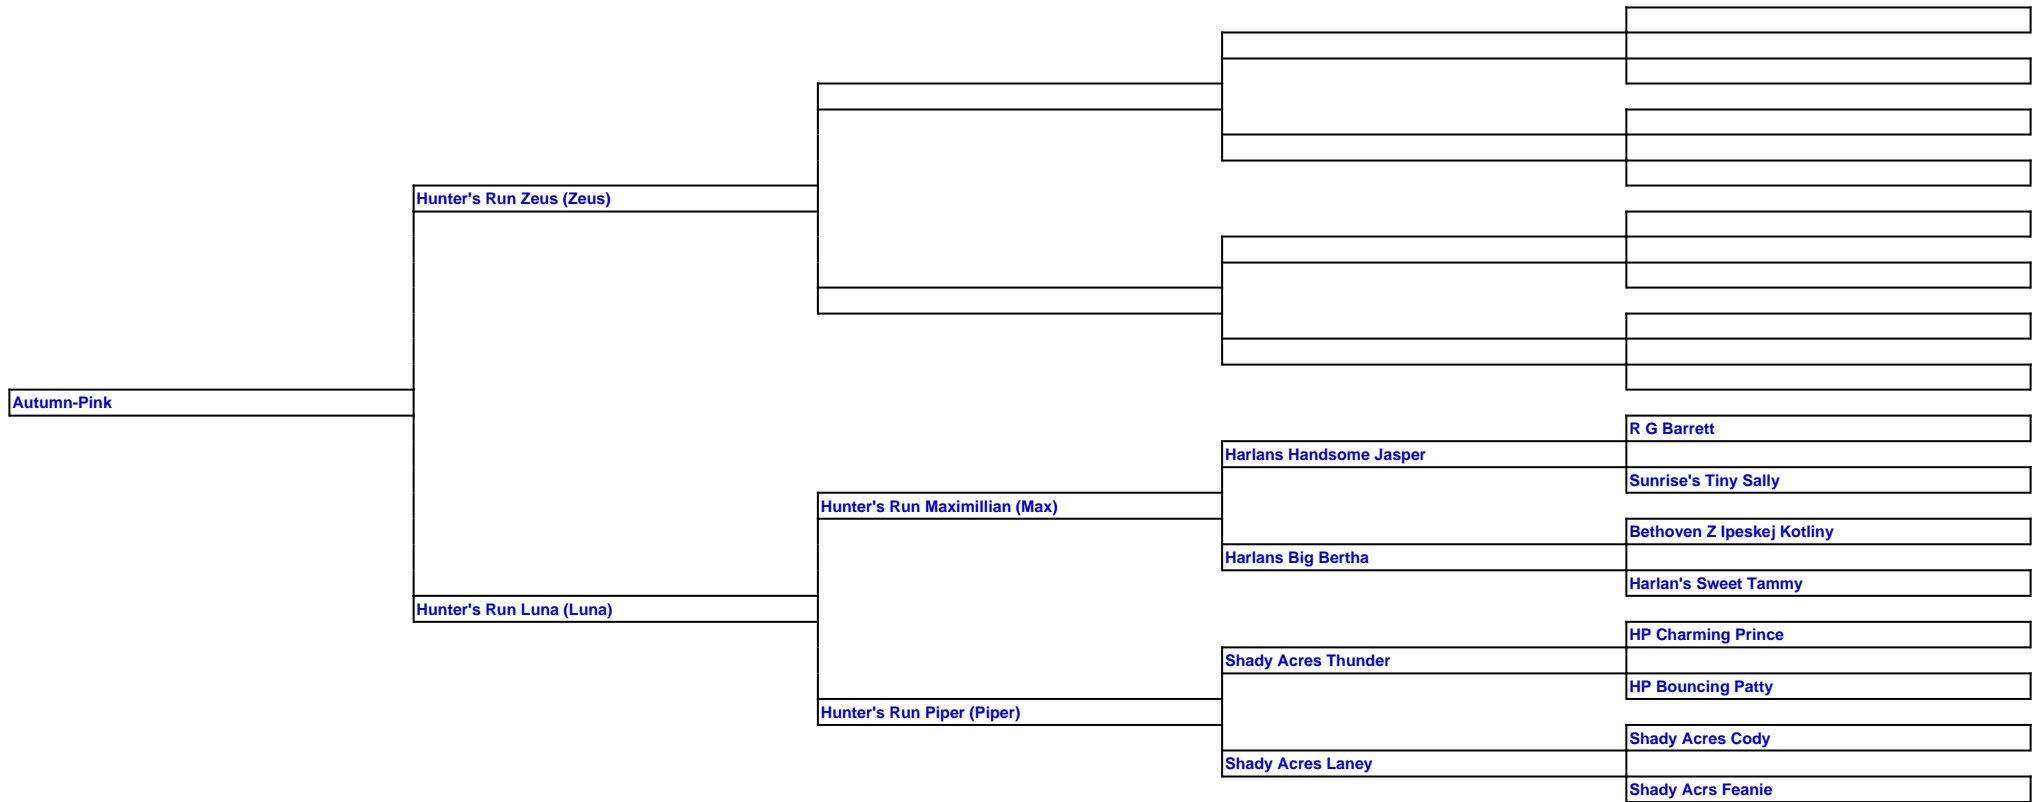 Hunter's Run Zeus (Zeus)
Autumn-Pink
R G Barrett
Harlans Handsome Jasper
Sunrise's Tiny Sally
Hunter's Run Maximillian (Max)
Bethoven Z Ipeskej Kotliny
Harlans Big Bertha
Harlan's Sweet Tammy
Hunter's Run Luna (Luna)
HP Charming Prince
Shady Acres Thunder
HP Bouncing Patty
Hunter's Run Piper (Piper)
Shady Acres Cody
Shady Acres Laney
Shady Acrs Feanie